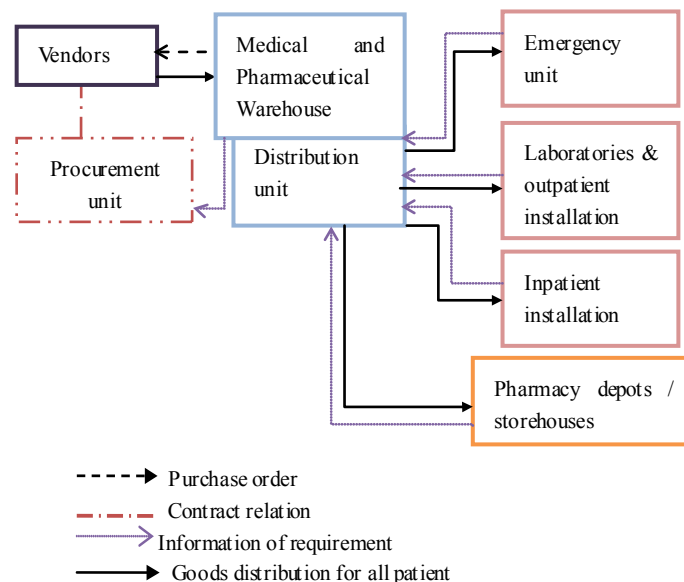 Vendors
Medical and
Pharmaceutical
Warehouse
Emergency
unit
Procurement
unit
Distribution
unit
Laboratories &
outpatient
installation
Inpatient
installation
Pharmacy depots /
storehouses
Purchase order
Contract relation
Information of requirement
Goods distribution for all patient